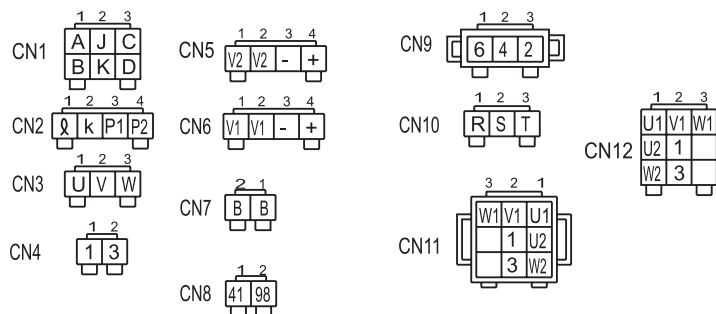 CN1
1 2 3
A J C
B K D
CN2
1 2 3 4
ℓ k P1 P2
CN3
1 2 3
U V W
CN4
1 2
1 3
CN5
1 2 3 4
V2 V2 - +
CN6
1 2 3 4
V1 V1 - +
CN7
2 1
B B
CN8
1 2
41 98
CN9
1 2 3
6 4 2
CN10
1 2 3
R S T
CN11
3 2 1
W1 V1 U1
1 U2
3 W2
CN12
1 2 3
U1 V1 W1
U2 1
W2 3